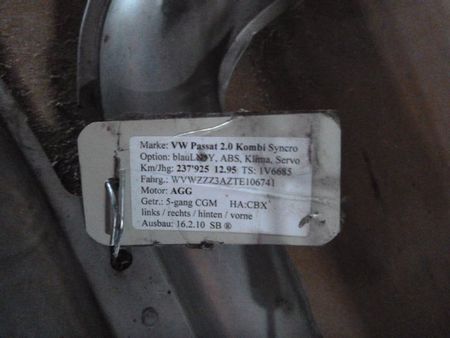 Marke: VW Passat 2.0 Kombi Syncro
Option: blauLN5Y, ABS, Klima, Servo
Km/Jhg: 237'925 12.95 TS: 1V6685
Fahrg.: WVWZZZ3AZTE106741
Motor: AGG
Getr.: 5-gang CGM HA:CBX
links / rechts / hinten / vorne
Ausbau: 16.2.10 SB ®